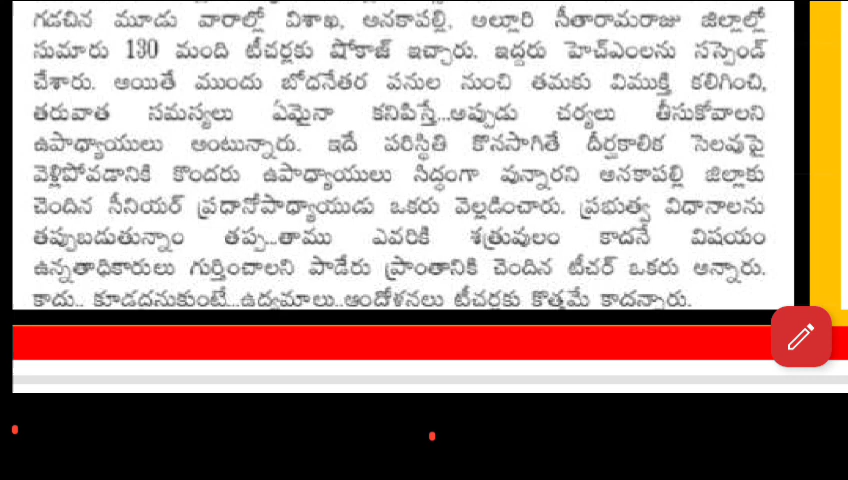 గడచిన మూడు వారాల్లో విశాఖ, అనకాపల్లి, అల్లూరి సీతారామరాజు జిల్లాల్లో
సుమారు 130 మంది టీచర్లకు షోకాజ్ ఇచ్చారు. ఇద్దరు హెచ్ఎంలను సస్పెండ్
చేశారు. అయితే ముందు బోధనేతర పనుల నుంచి తమకు విముక్తి కలిగించి,
తరువాత సమస్యలు ఏమైనా కనిపిస్తే...అప్పుడు చర్యలు తీసుకోవాలని
ఉపాధ్యాయులు అంటున్నారు. ఇదే పరిస్థితి కొనసాగితే దీర్ఘకాలిక సెలవుపై
వెళ్లిపోవడానికి కొందరు ఉపాధ్యాయులు సిద్ధంగా వున్నారని అనకాపల్లి జిల్లాకు
చెందిన సీనియర్ ప్రధానోపాధ్యాయుడు ఒకరు వెల్లడించారు. ప్రభుత్వ విధానాలను
తప్పుబడుతున్నాం తప్ప...తాము ఎవరికీ శత్రువులం కాదనే విషయం
ఉన్నతాధికారులు గుర్తించాలని పాడేరు ప్రాంతానికి చెందిన టీచర్ ఒకరు అన్నారు.
కాదు.. కూడదనుకుంటే...ఉద్యమాలు..ఆందోళనలు టీచర్లకు కొత్తమే కాదన్నారు.